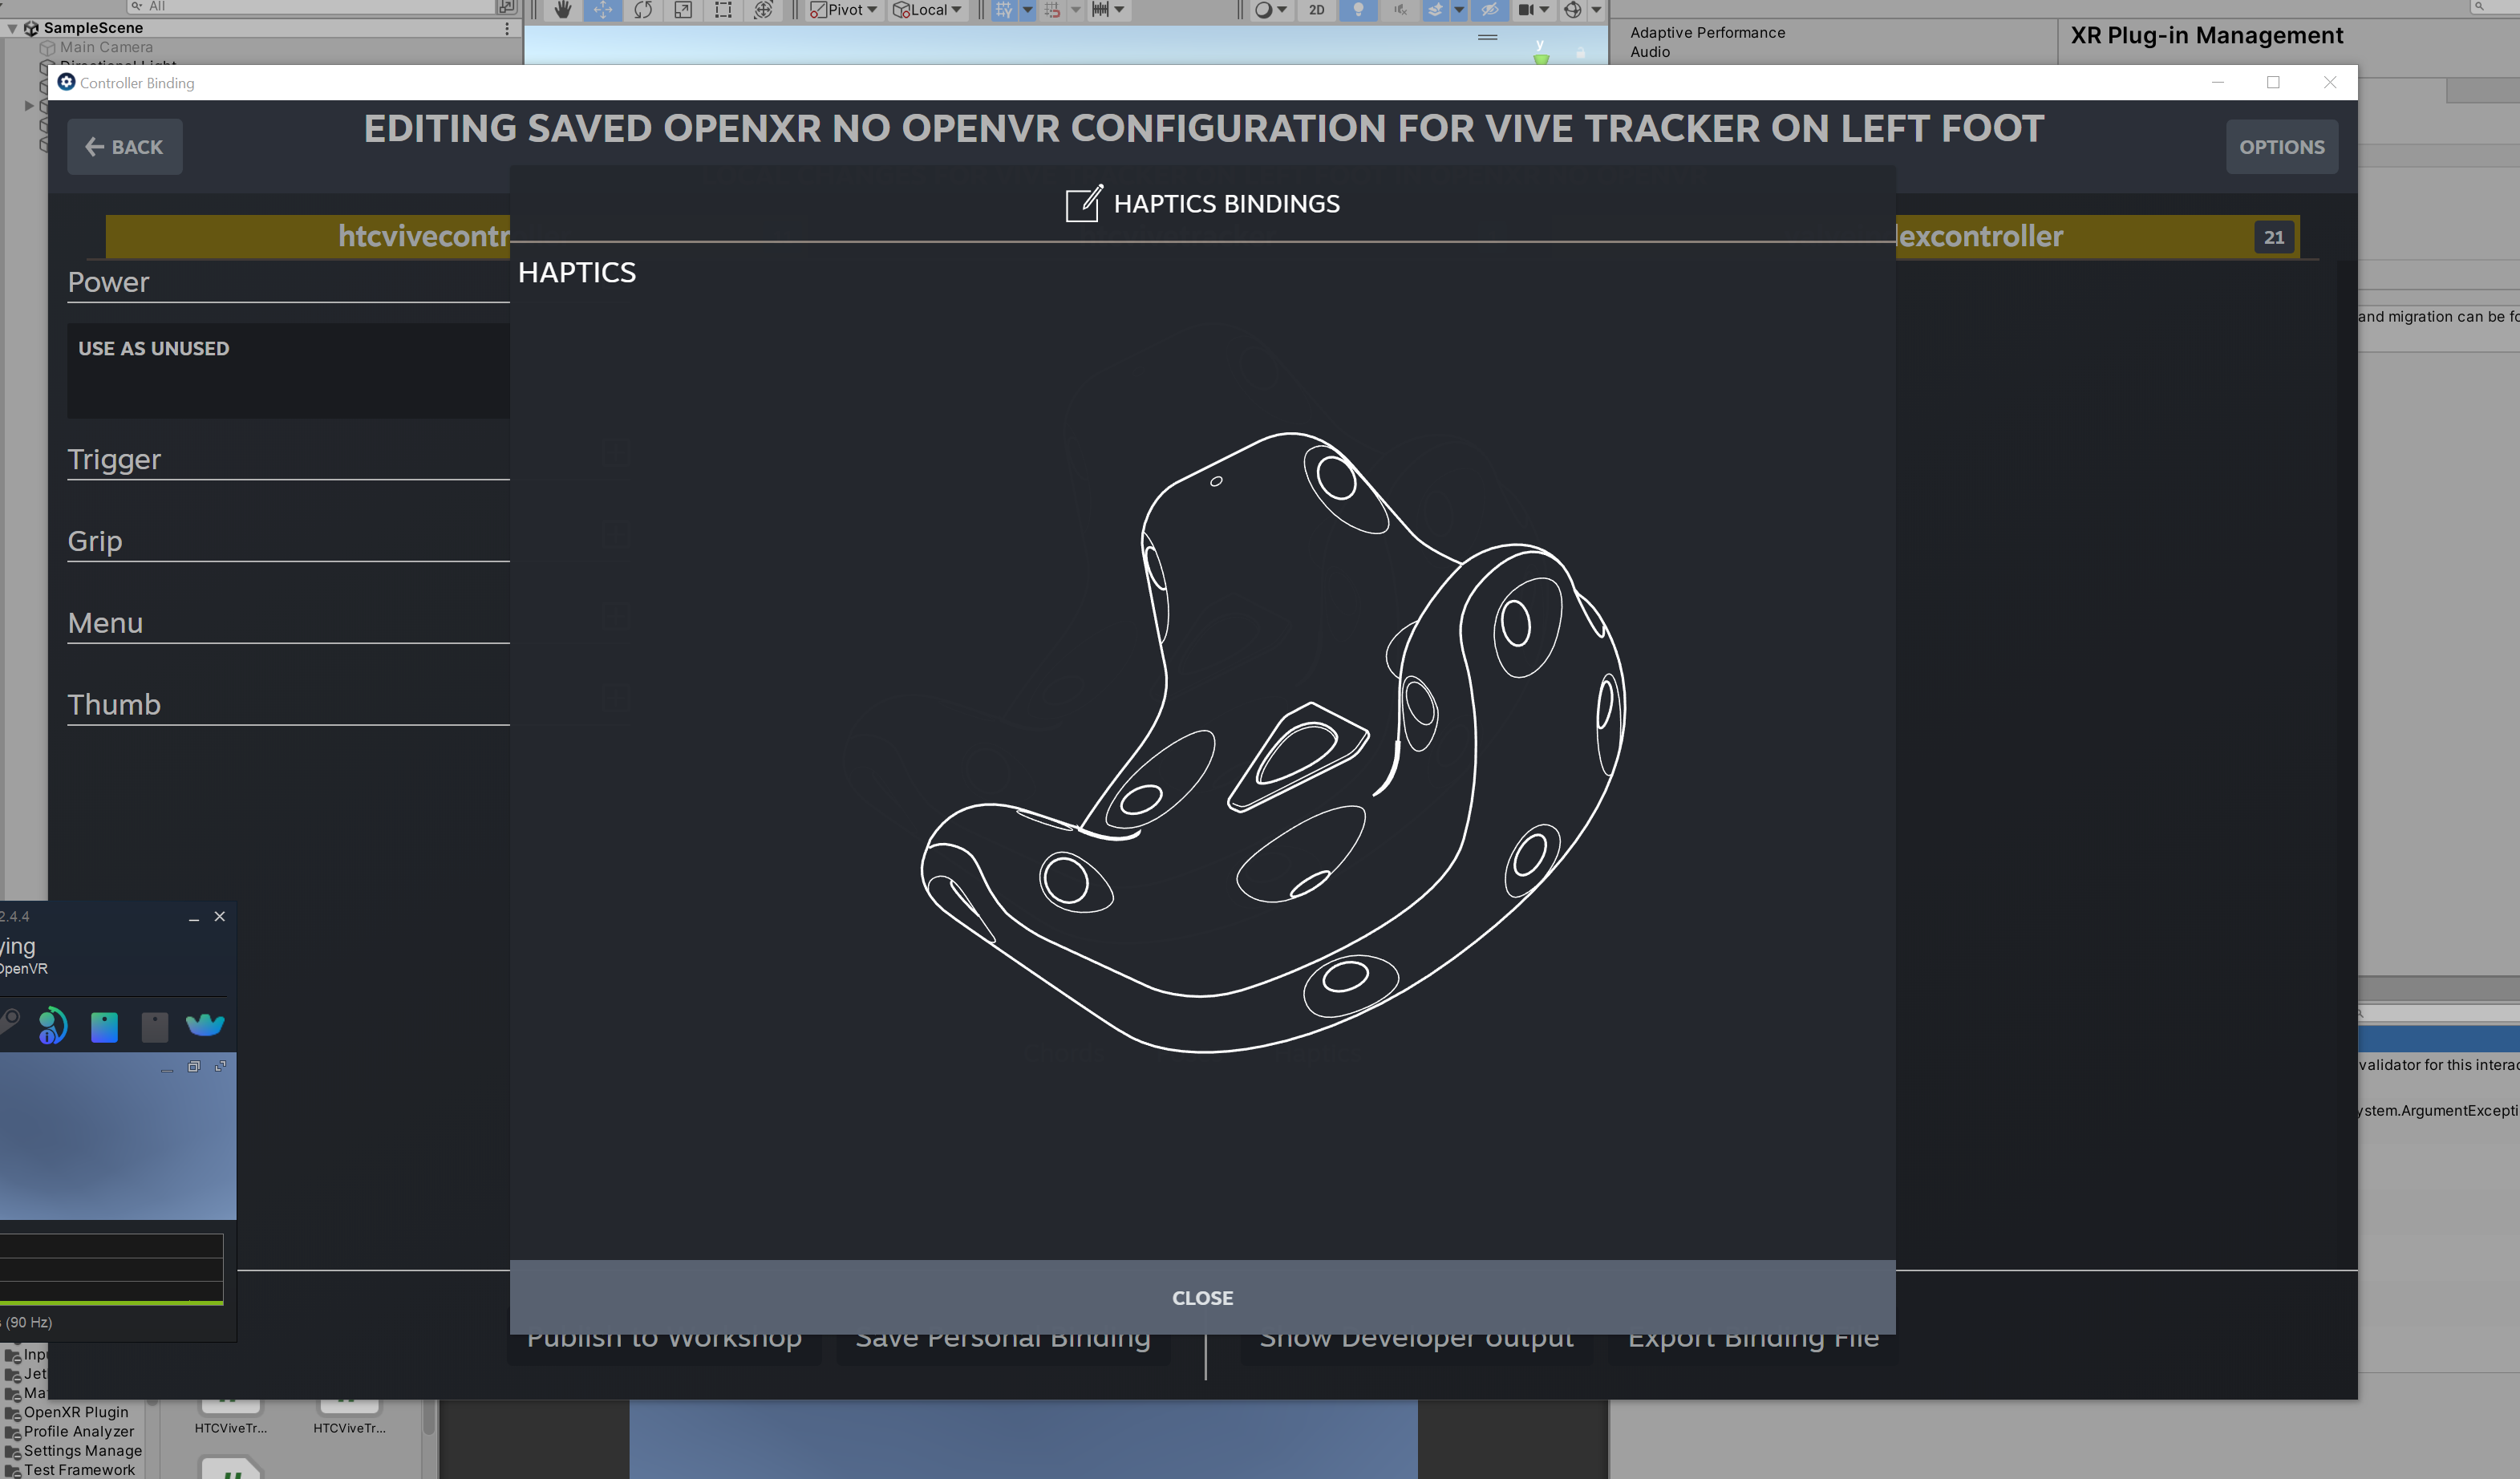 All
SampleScene
Main Camera
Directional Light
Pivot
Local
2D
y
Adaptive Performance
Audio
XR Plug-in Management
Controller Binding
BACK
EDITING SAVED OPENXR NO OPENVR CONFIGURATION FOR VIVE TRACKER ON LEFT FOOT
OPTIONS
HAPTICS BINDINGS
htcvivecontr
excontroller
21
HAPTICS
Power
USE AS UNUSED
and migration can be fo
Trigger
Grip
Menu
Thumb
2.4.4
ying
OpenVR
validator for this interac
ystem.ArgumentExcepti
(90 Hz)
CLOSE
Publish to Workshop
Save Personal Binding
Show Developer output
Export Binding File
Inp
Jet
Ma
OpenXR Plugin
Profile Analyzer
Settings Manage
Test Framework
HTCViveTr...
HTCViveTr...